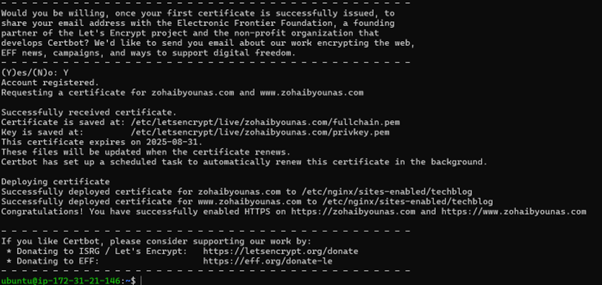 - - - - - - - - - - - - - - - - - - - - - - - - - - - - - - - - - - - - - - - -
Would you be willing, once your first certificate is successfully issued, to
share your email address with the Electronic Frontier Foundation, a founding
partner of the Let's Encrypt project and the non-profit organization that
develops Certbot? We'd like to send you email about our work encrypting the web,
EFF news, campaigns, and ways to support digital freedom.
- - - - - - - - - - - - - - - - - - - - - - - - - - - - - - - - - - - - - - - -
(Y)es/(N)o: Y
Account registered.
Requesting a certificate for zohaibyounas.com and www.zohaibyounas.com

Successfully received certificate.
Certificate is saved at: /etc/letsencrypt/live/zohaibyounas.com/fullchain.pem
Key is saved at:         /etc/letsencrypt/live/zohaibyounas.com/privkey.pem
This certificate expires on 2025-08-31.
These files will be updated when the certificate renews.
Certbot has set up a scheduled task to automatically renew this certificate in the background.

Deploying certificate
Successfully deployed certificate for zohaibyounas.com to /etc/nginx/sites-enabled/techblog
Successfully deployed certificate for www.zohaibyounas.com to /etc/nginx/sites-enabled/techblog
Congratulations! You have successfully enabled HTTPS on https://zohaibyounas.com and https://www.zohaibyounas.com

- - - - - - - - - - - - - - - - - - - - - - - - - - - - - - - - - - - - - - - -
If you like Certbot, please consider supporting our work by:
 * Donating to ISRG / Let's Encrypt:   https://letsencrypt.org/donate
 * Donating to EFF:                    https://eff.org/donate-le
- - - - - - - - - - - - - - - - - - - - - - - - - - - - - - - - - - - - - - - -
ubuntu@ip-172-31-21-146:~$